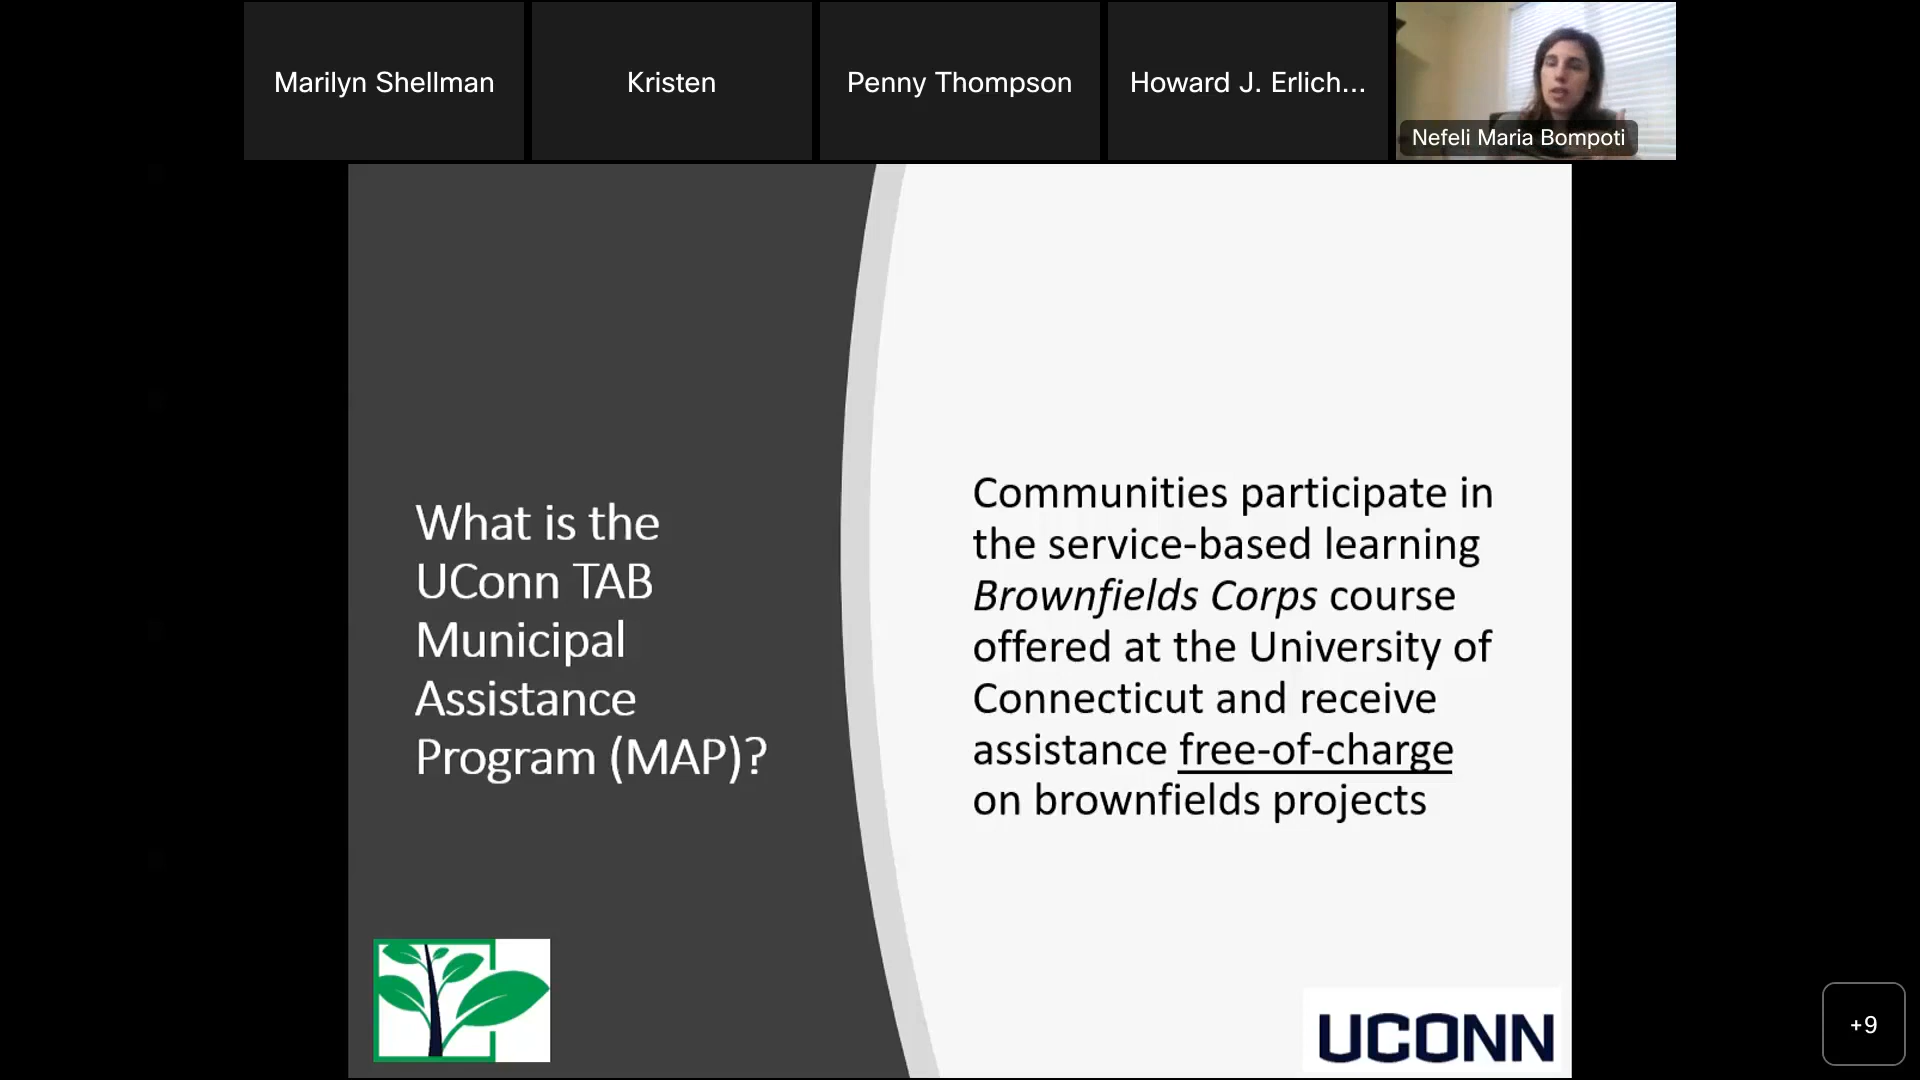 Marilyn Shellman
Kristen
Penny Thompson
Howard J. Erlich...
Nefeli Maria Bompoti
What is the
UConn TAB
Municipal
Assistance
Program (MAP)?
Communities participate in
the service-based learning
Brownfields Corps course
offered at the University of
Connecticut and receive
assistance free-of-charge
on brownfields projects
UCONN
+9